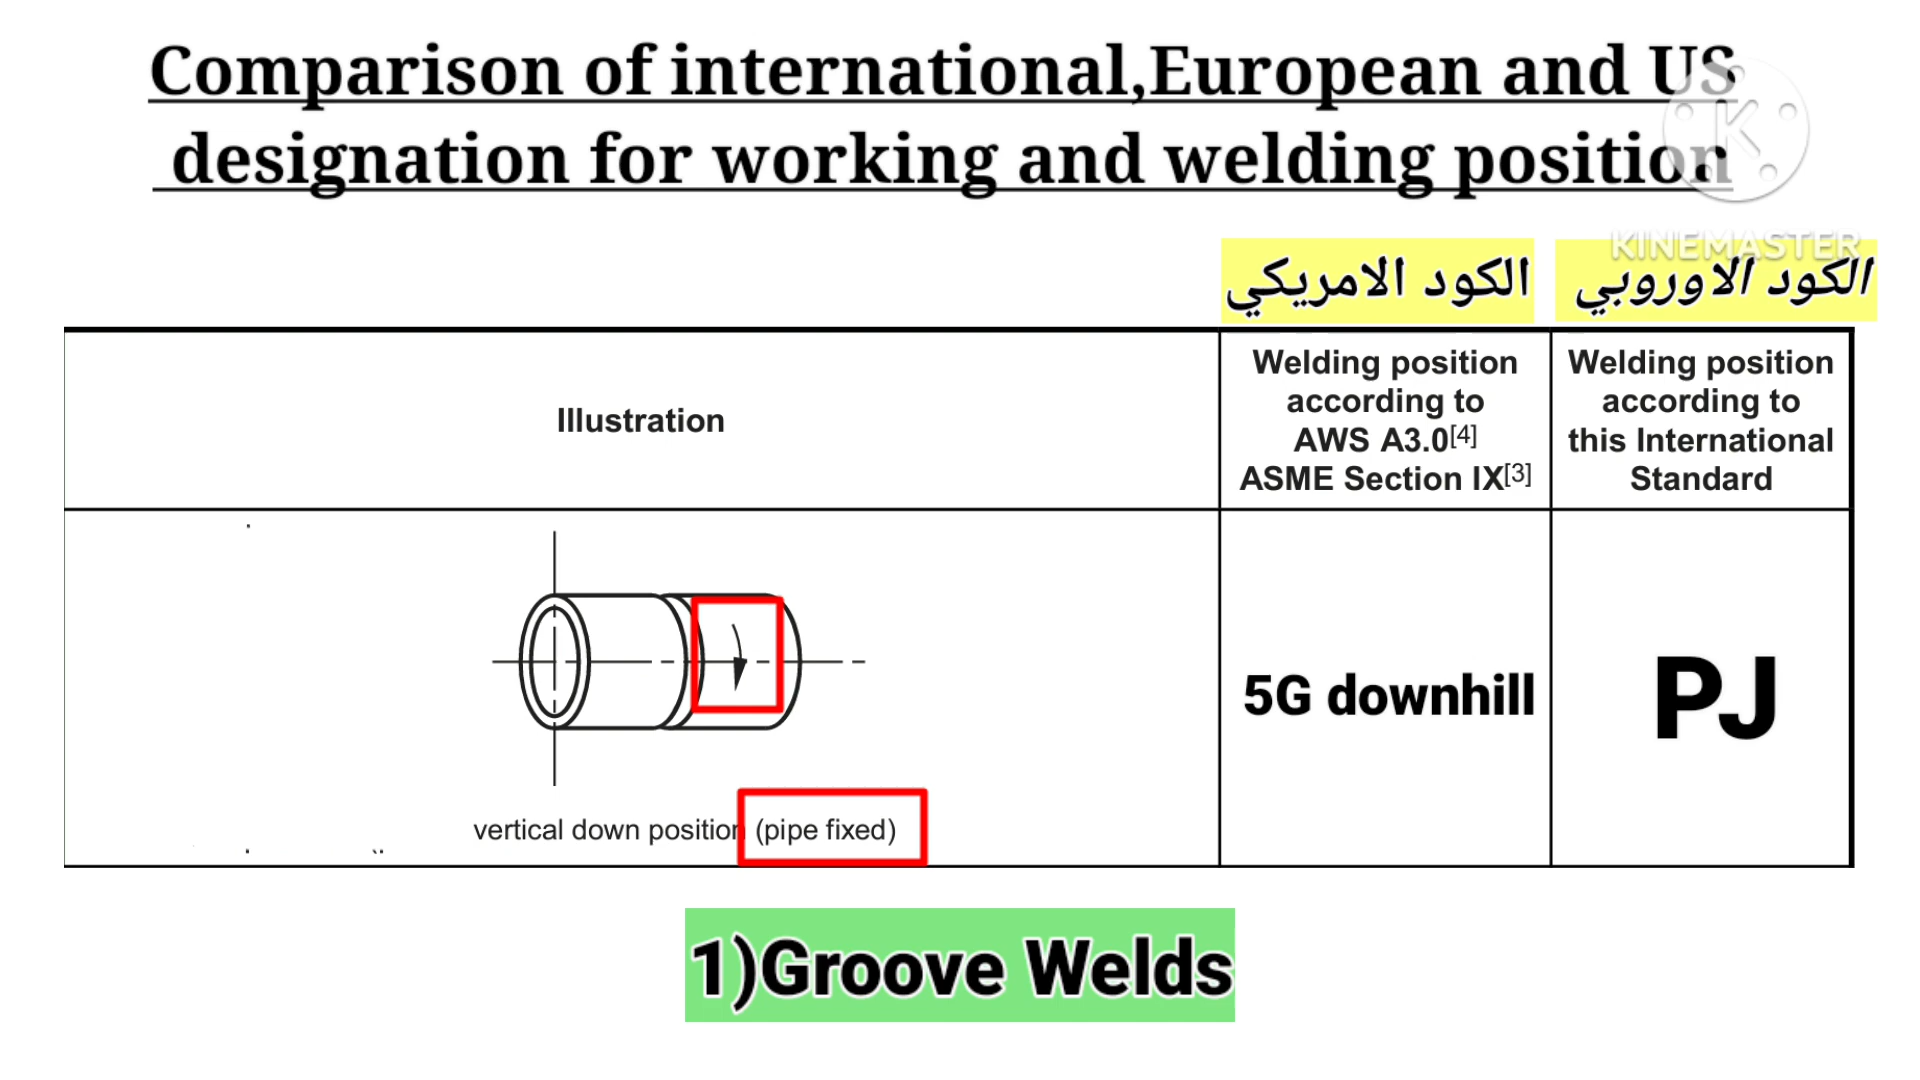 Comparison of international,European and US
designation for working and welding position
KINEMASTER
الكود الامريكي
الكود الاوروبي
Illustration
Welding position
according to
AWS A3.0[4]
ASME Section IX[3]
Welding position
according to
this International
Standard
vertical down position (pipe fixed)
5G downhill
PJ
1)Groove Welds